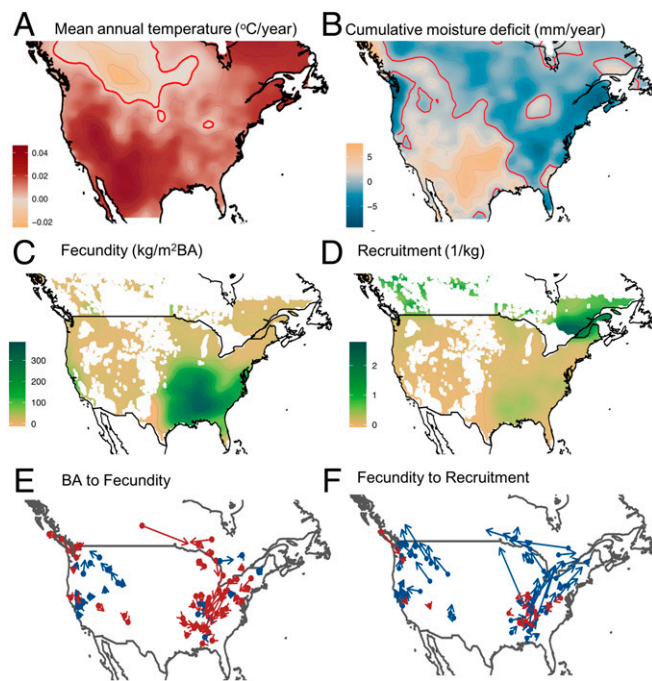 A Mean annual temperature (°C/year)
0.04
0.02
0.00
−0.02
B Cumulative moisture deficit (mm/year)
5
0
−5
−
C Fecundity (kg/m²BA)
300
200
100
0
D Recruitment (1/kg)
2
1
0
E BA to Fecundity
F Fecundity to Recruitment